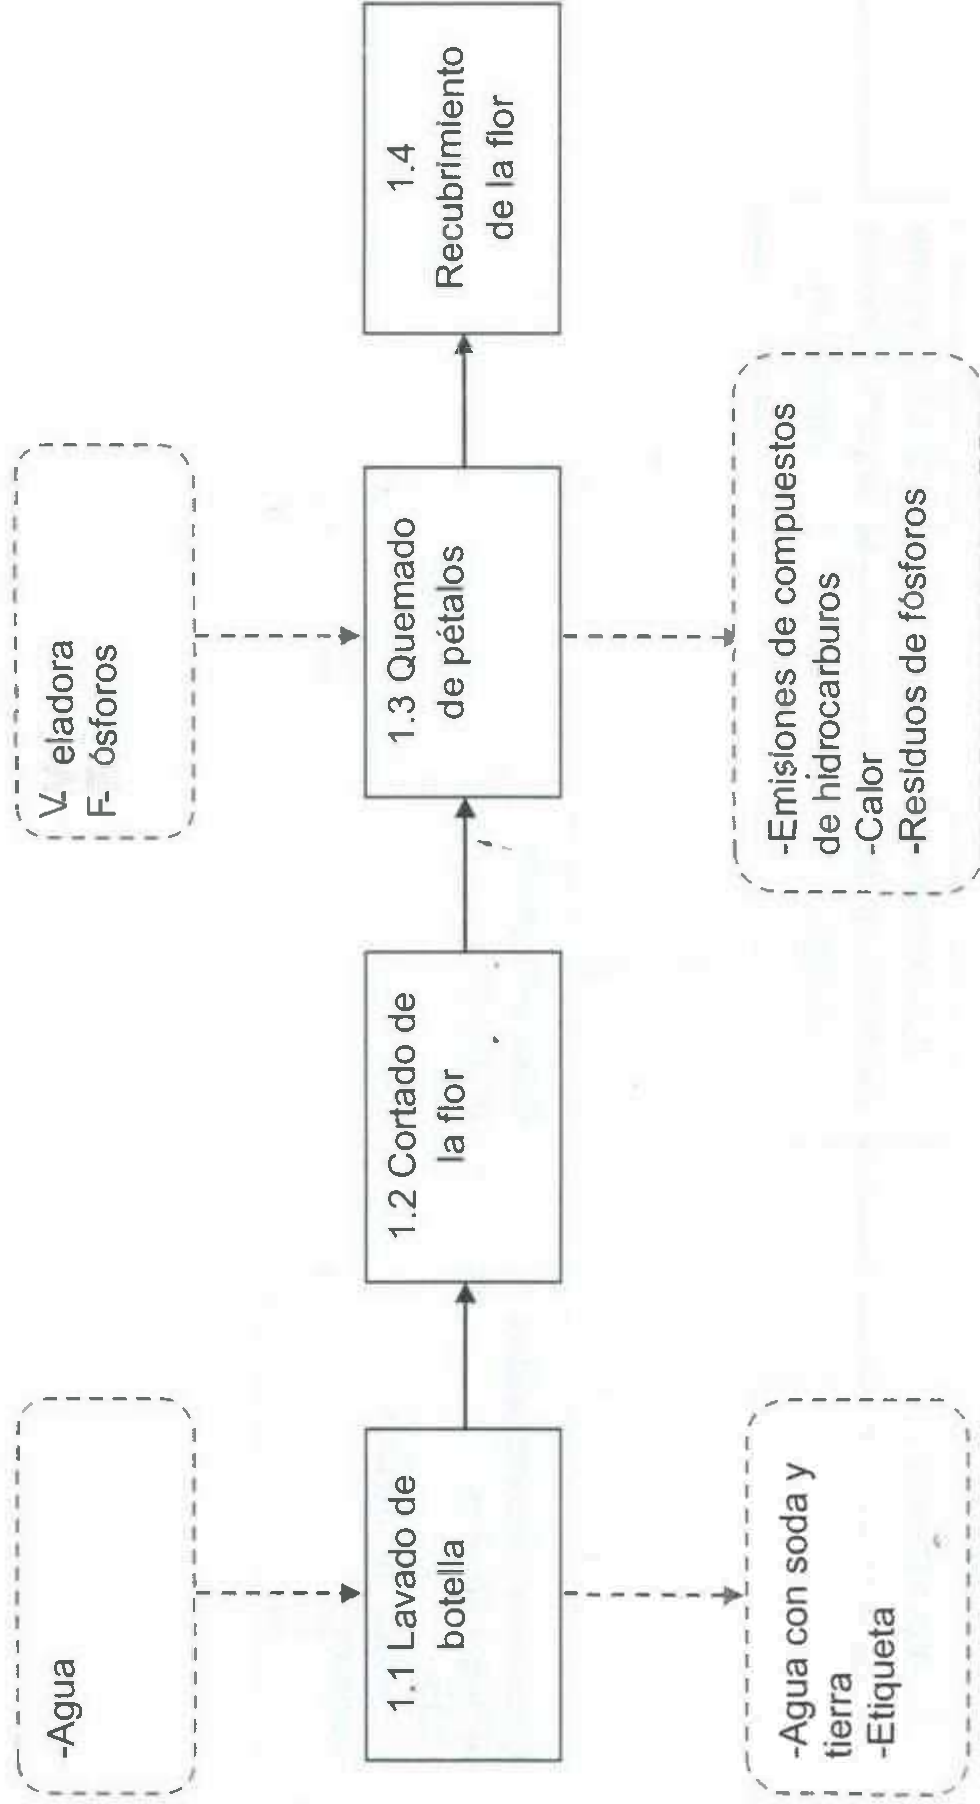 -Agua
V- eladora
F- ósforos
1.1 Lavado de
botella
1.2 Cortado de
la flor
1.3 Quemado
de pétalos
1.4
Recubrimiento
de la flor
-Agua con soda y
tierra
-Etiqueta
-Emisiones de compuestos
de hidrocarburos
-Calor
-Residuos de fósforos